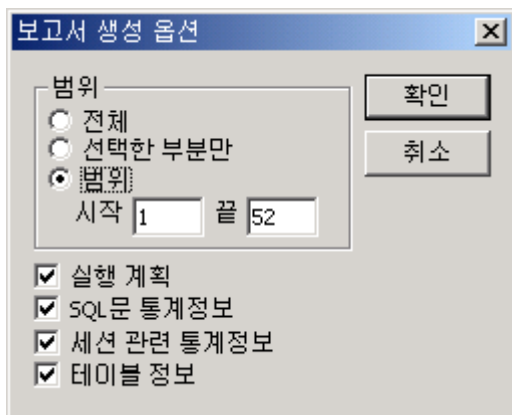 보고서 생성 옵션
범위
전체
선택한 부분만
범위
시작 1 끝 52
확인
취소
실행 계획
SQL문 통계정보
세션 관련 통계정보
테이블 정보